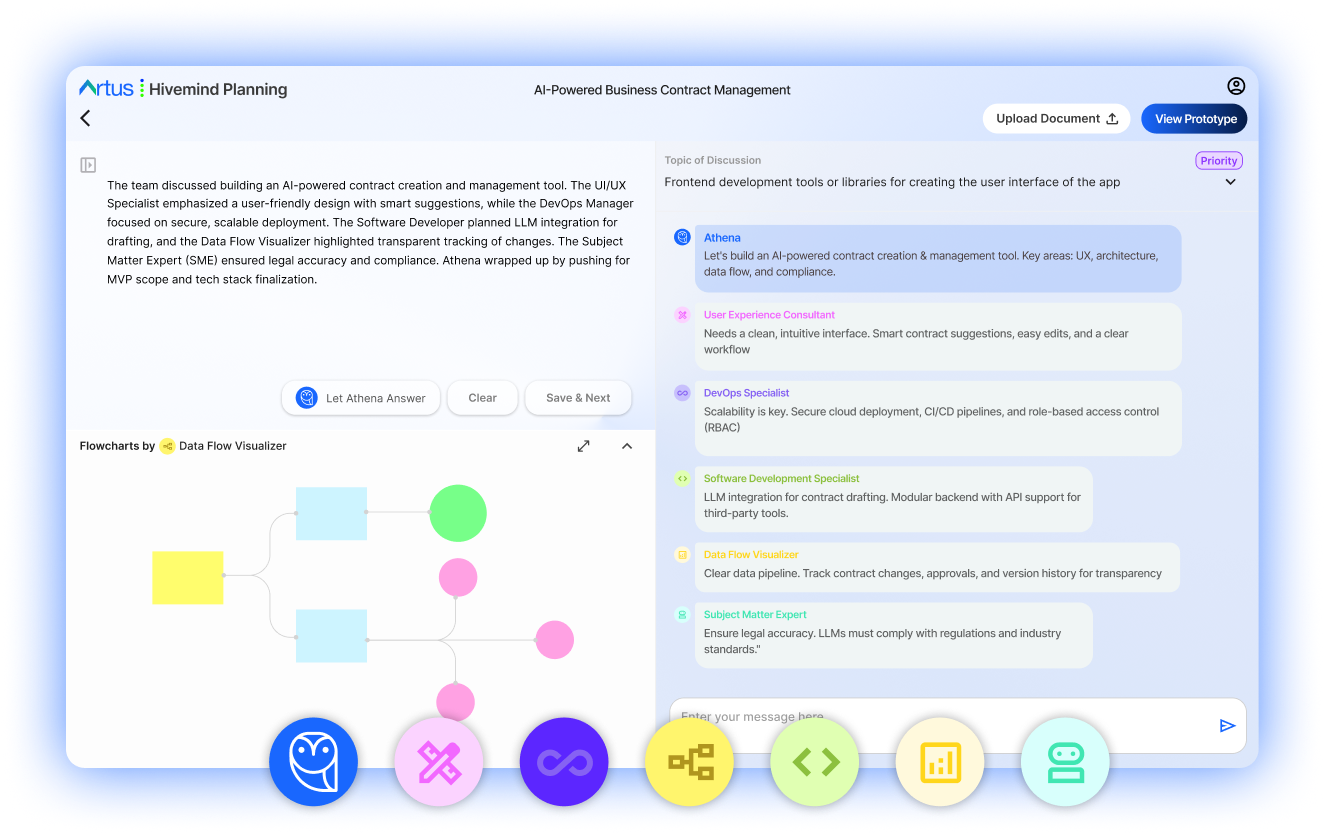 Artus Hivemind Planning
AI-Powered Business Contract Management
Upload Document
View Prototype
The team discussed building an AI-powered contract creation and management tool. The UI/UX
Specialist emphasized a user-friendly design with smart suggestions, while the DevOps Manager
focused on secure, scalable deployment. The Software Developer planned LLM integration for
drafting, and the Data Flow Visualizer highlighted transparent tracking of changes. The Subject
Matter Expert (SME) ensured legal accuracy and compliance. Athena wrapped up by pushing for
MVP scope and tech stack finalization.
Let Athena Answer
Clear
Save & Next
Flowcharts by Data Flow Visualizer
Topic of Discussion
Priority
Frontend development tools or libraries for creating the user interface of the app
Athena
Let's build an AI-powered contract creation & management tool. Key areas: UX, architecture,
data flow, and compliance.
User Experience Consultant
Needs a clean, intuitive interface. Smart contract suggestions, easy edits, and a clear
workflow
DevOps Specialist
Scalability is key. Secure cloud deployment, CI/CD pipelines, and role-based access control
(RBAC)
Software Development Specialist
LLM integration for contract drafting. Modular backend with API support for
third-party tools.
Data Flow Visualizer
Clear data pipeline. Track contract changes, approvals, and version history for transparency
Subject Matter Expert
Ensure legal accuracy. LLMs must comply with regulations and industry
standards."
Enter your message here